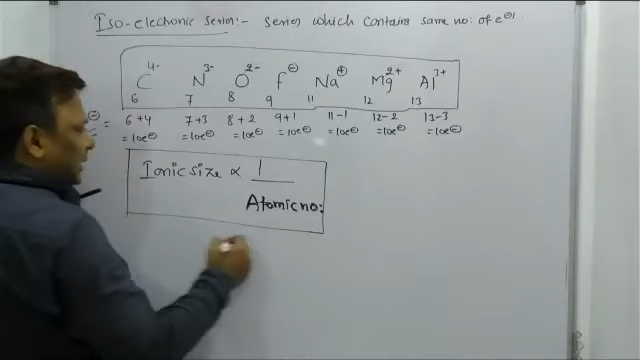 Iso-electronic series:- series which contains same no: of e⊖s.
C⁴⁻ N³⁻ O²⁻ F⊖ Na⊕ Mg²⁺ Al³⁺
6 7 8 9 11 12 13
⊖ = 6+4 7+3 8+2 9+1 11-1 12-2 13-3
=10e⊖ =10e⊖ =10e⊖ =10e⊖ =10e⊖ =10e⊖ =10e⊖
Ionic size ∝ 1
Atomic no: